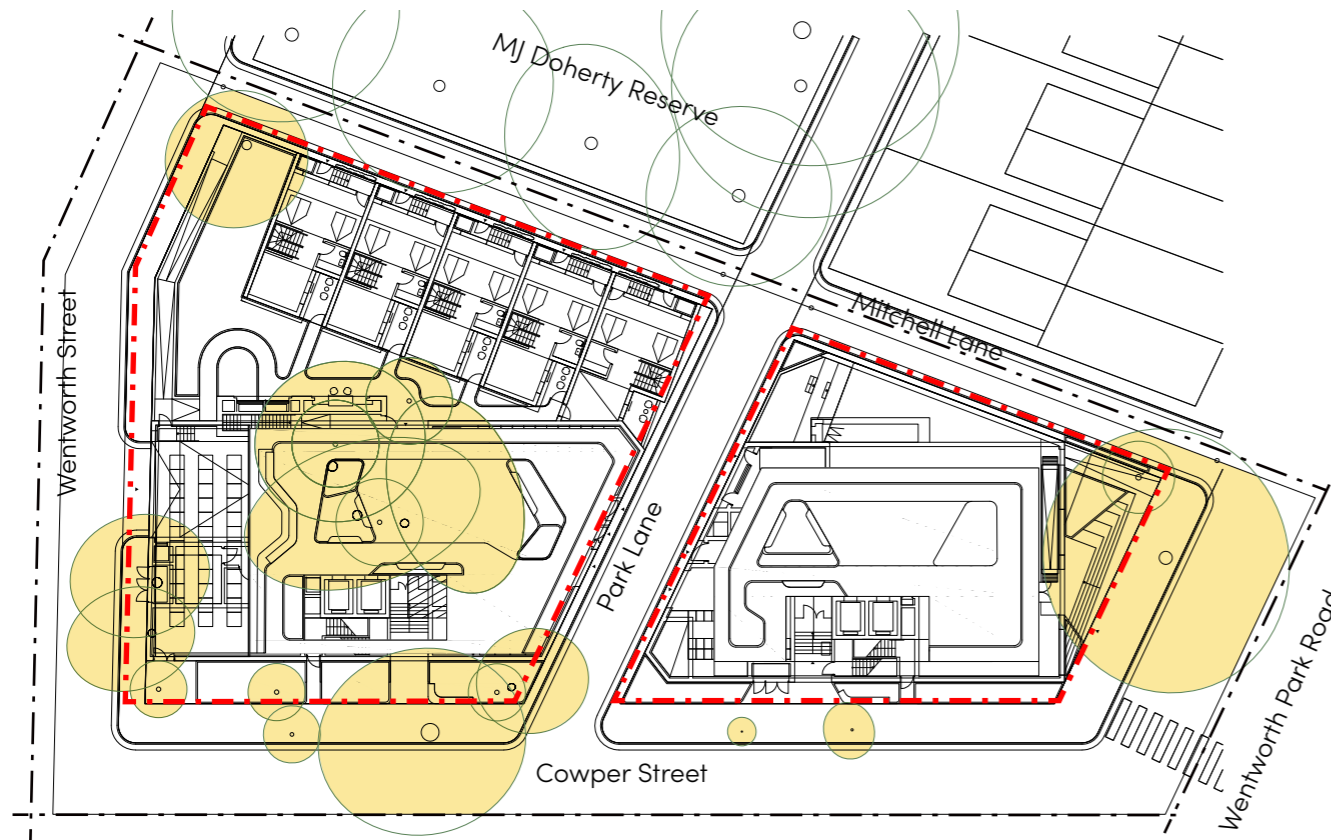 MJ Doherty Reserve
Mitchell Lane
Wentworth Street
Park Lane
Wentworth Park Road
Cowper Street